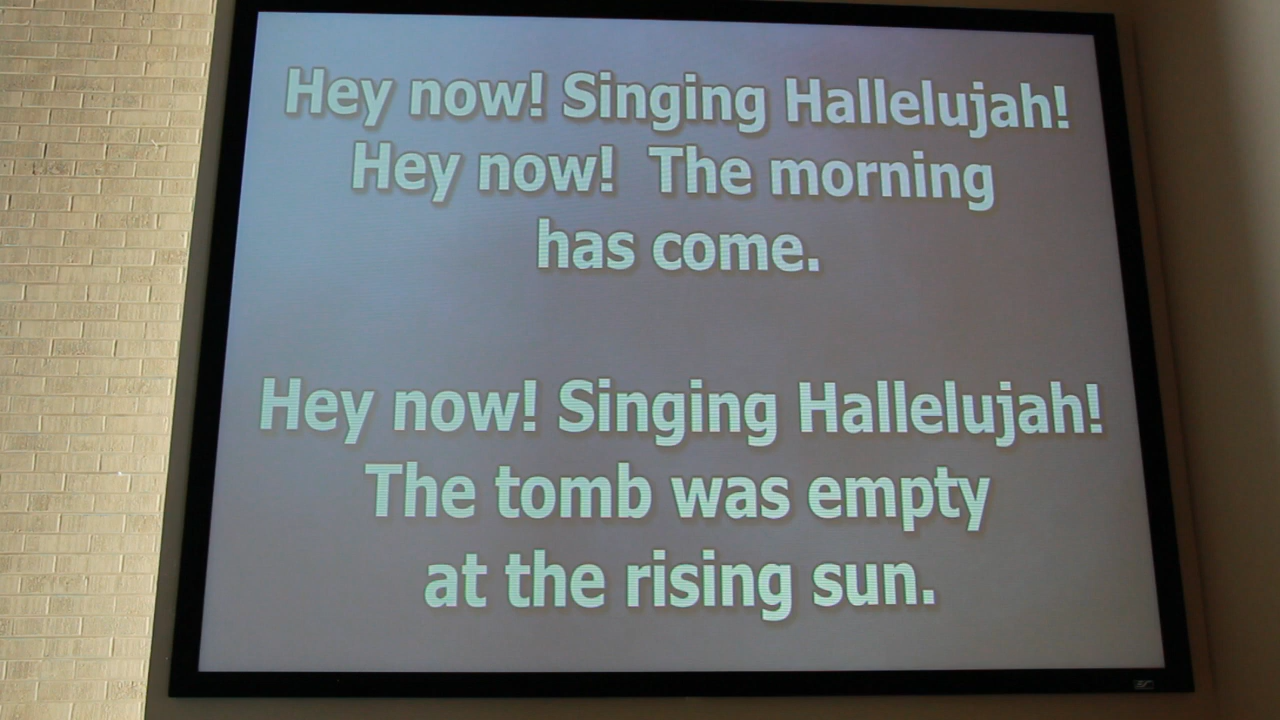 Hey now! Singing Hallelujah!
Hey now!  The morning
has come.
Hey now! Singing Hallelujah!
The tomb was empty
at the rising sun.